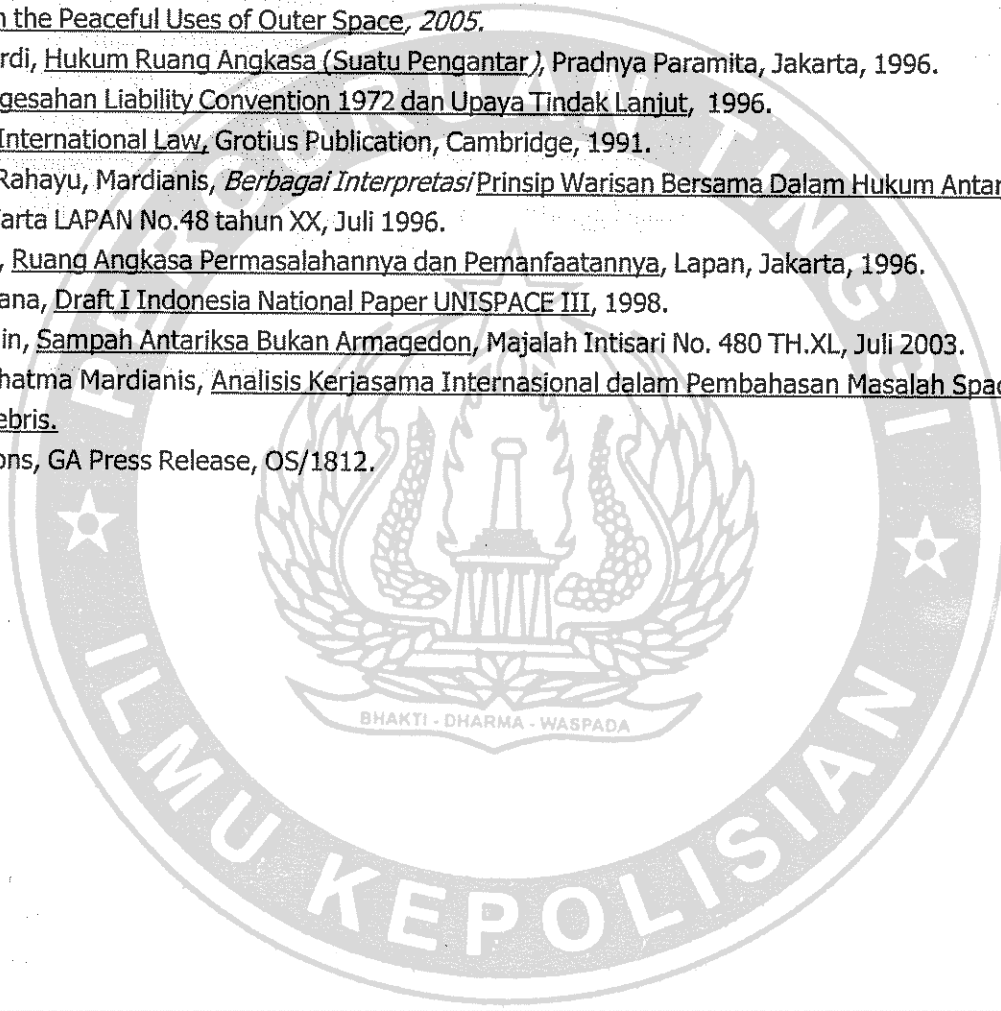 n the Peaceful Uses of Outer Space, 2005.
rdi, Hukum Ruang Angkasa (Suatu Pengantar), Pradnya Paramita, Jakarta, 1996.
gesahan Liability Convention 1972 dan Upaya Tindak Lanjut, 1996.
International Law, Grotius Publication, Cambridge, 1991.
Rahayu, Mardianis, Berbagai Interpretasi Prinsip Warisan Bersama Dalam Hukum Antar
arta LAPAN No.48 tahun XX, Juli 1996.
, Ruang Angkasa Permasalahannya dan Pemanfaatannya, Lapan, Jakarta, 1996.
ana, Draft I Indonesia National Paper UNISPACE III, 1998.
in, Sampah Antariksa Bukan Armagedon, Majalah Intisari No. 480 TH.XL, Juli 2003.
hatma Mardianis, Analisis Kerjasama Internasional dalam Pembahasan Masalah Spac
ebris.
ons, GA Press Release, OS/1812.
PERGURUAN TINGGI
BHAKTI - DHARMA - WASPADA
ILMU KEPOLISIAN